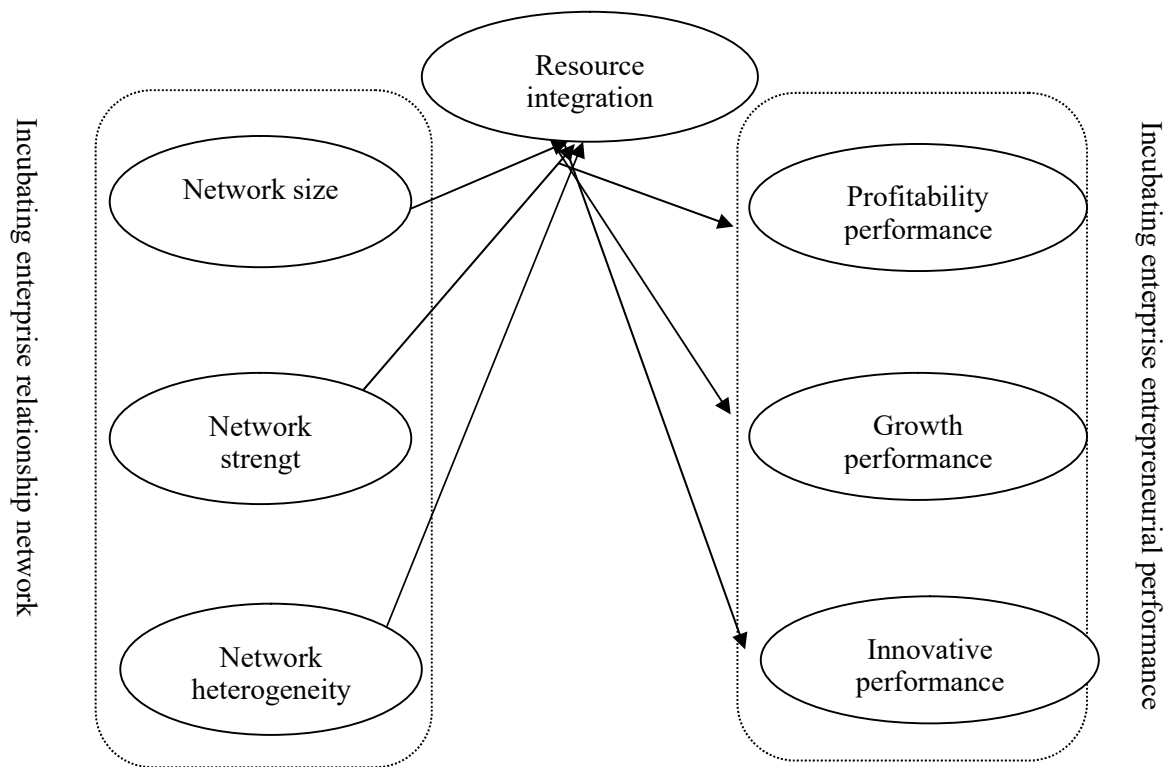 Resource
integration
Incubating enterprise relationship network
Network size
Network
strengt
Network
heterogeneity
Profitability
performance
Growth
performance
Innovative
performance
Incubating enterprise entrepreneurial performance